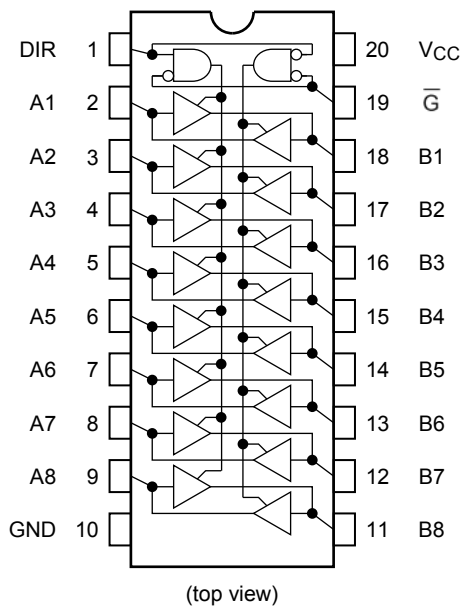 DIR 1 20 VCC
A1 2 19 G̅
A2 3 18 B1
A3 4 17 B2
A4 5 16 B3
A5 6 15 B4
A6 7 14 B5
A7 8 13 B6
A8 9 12 B7
GND 10 11 B8
(top view)